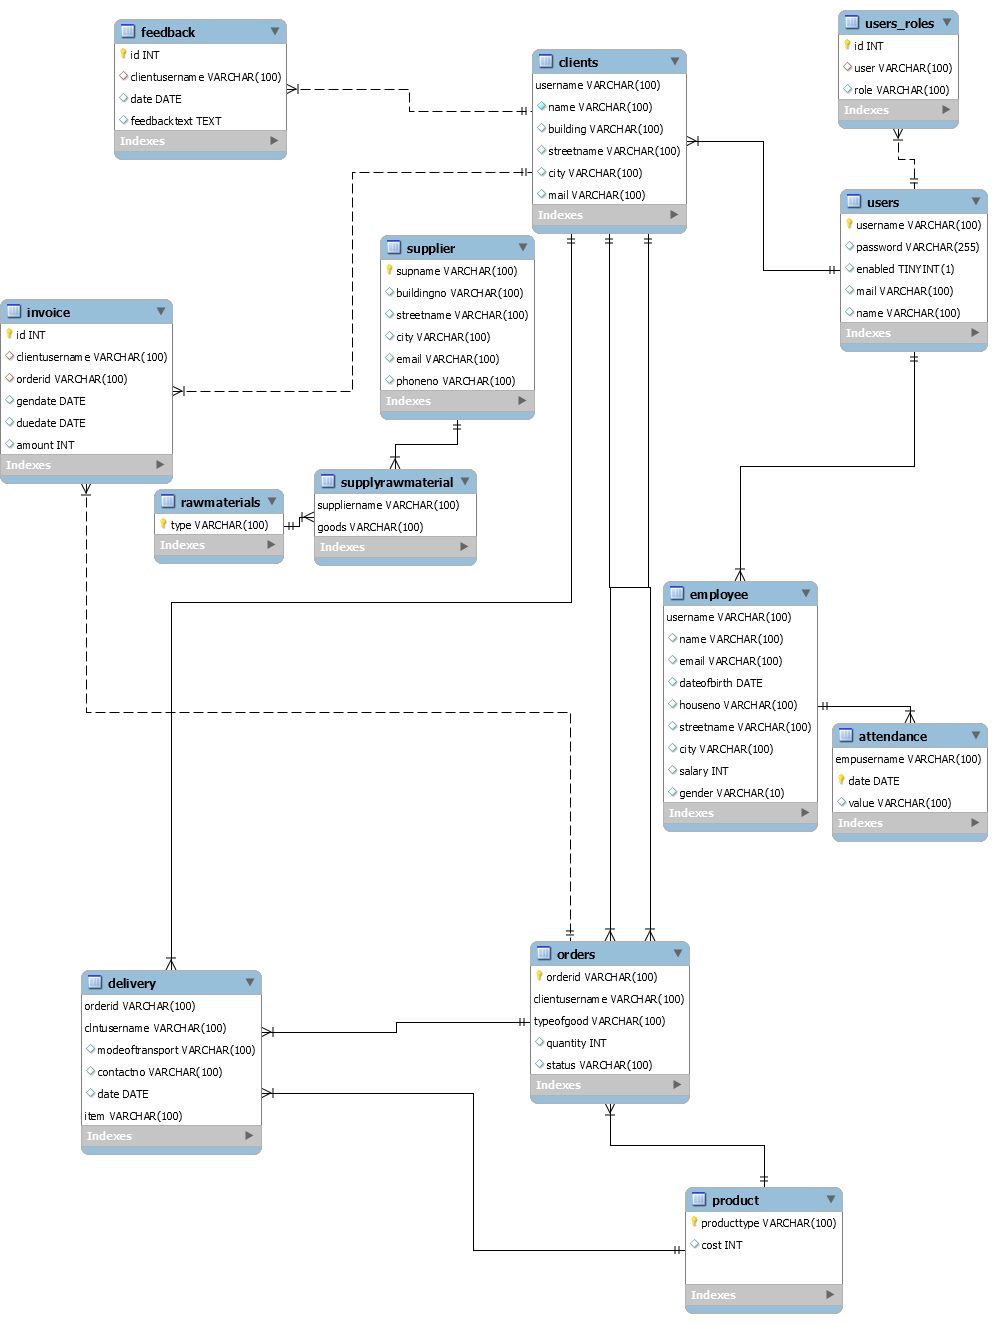 feedback
id INT
clientusername VARCHAR(100)
date DATE
feedbacktext TEXT
Indexes
clients
username VARCHAR(100)
name VARCHAR(100)
building VARCHAR(100)
streetname VARCHAR(100)
city VARCHAR(100)
mail VARCHAR(100)
Indexes
users_roles
id INT
user VARCHAR(100)
role VARCHAR(100)
Indexes
users
username VARCHAR(100)
password VARCHAR(255)
enabled TINYINT(1)
mail VARCHAR(100)
name VARCHAR(100)
Indexes
supplier
supname VARCHAR(100)
buildingno VARCHAR(100)
streetname VARCHAR(100)
city VARCHAR(100)
email VARCHAR(100)
phoneno VARCHAR(100)
Indexes
invoice
id INT
clientusername VARCHAR(100)
orderid VARCHAR(100)
gendate DATE
duedate DATE
amount INT
Indexes
rawmaterials
type VARCHAR(100)
Indexes
supplyrawmaterial
suppliername VARCHAR(100)
goods VARCHAR(100)
Indexes
employee
username VARCHAR(100)
name VARCHAR(100)
email VARCHAR(100)
dateofbirth DATE
houseno VARCHAR(100)
streetname VARCHAR(100)
city VARCHAR(100)
salary INT
gender VARCHAR(10)
Indexes
attendance
empusername VARCHAR(100)
date DATE
value VARCHAR(100)
Indexes
delivery
orderid VARCHAR(100)
clntusername VARCHAR(100)
modeoftransport VARCHAR(100)
contactno VARCHAR(100)
date DATE
item VARCHAR(100)
Indexes
orders
orderid VARCHAR(100)
clientusername VARCHAR(100)
typeofgood VARCHAR(100)
quantity INT
status VARCHAR(100)
Indexes
product
producttype VARCHAR(100)
cost INT
Indexes